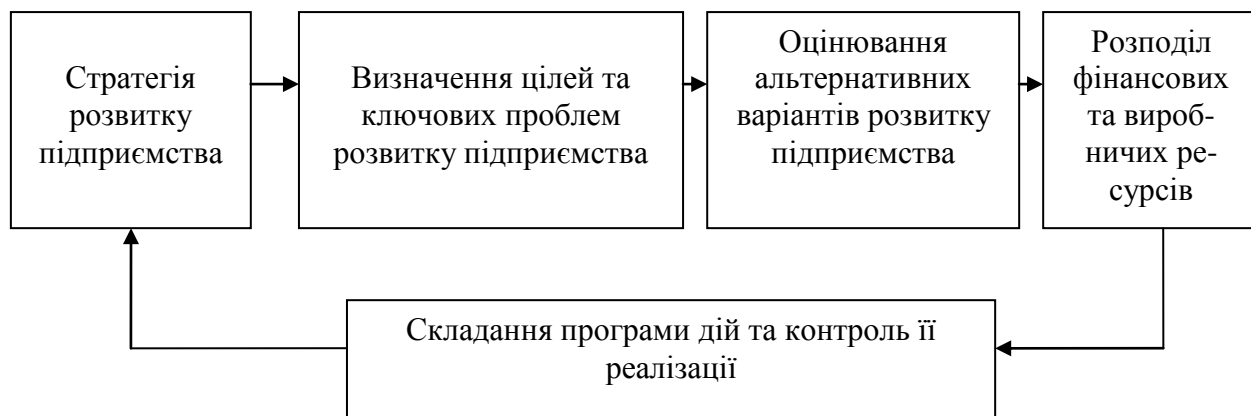 Стратегія
розвитку
підприємства
Визначення цілей та
ключових проблем
розвитку підприємства
Оцінювання
альтернативних
варіантів розвитку
підприємства
Розподіл
фінансових
та вироб-
ничих ре-
сурсів
Складання програми дій та контроль її
реалізації